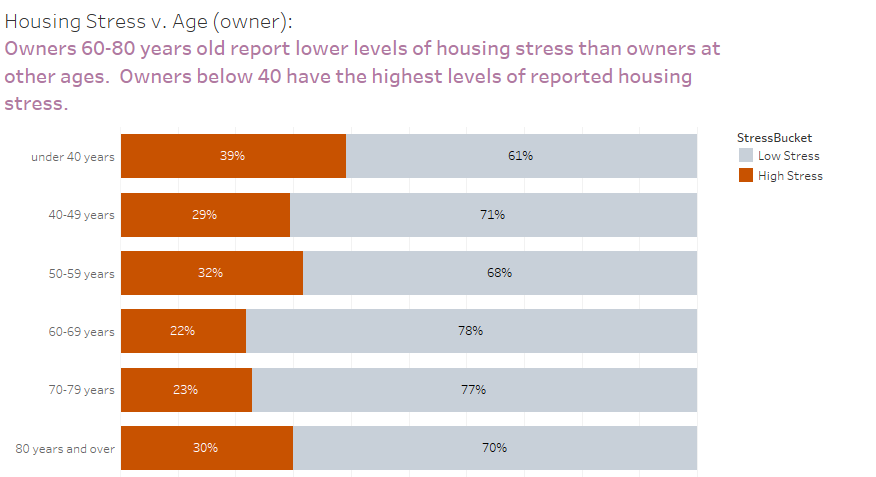 Housing Stress v. Age (owner):
Owners 60-80 years old report lower levels of housing stress than owners at
other ages.  Owners below 40 have the highest levels of reported housing
stress.
StressBucket
Low Stress
High Stress
under 40 years 39% 61%
40-49 years 29% 71%
50-59 years 32% 68%
60-69 years 22% 78%
70-79 years 23% 77%
80 years and over 30% 70%